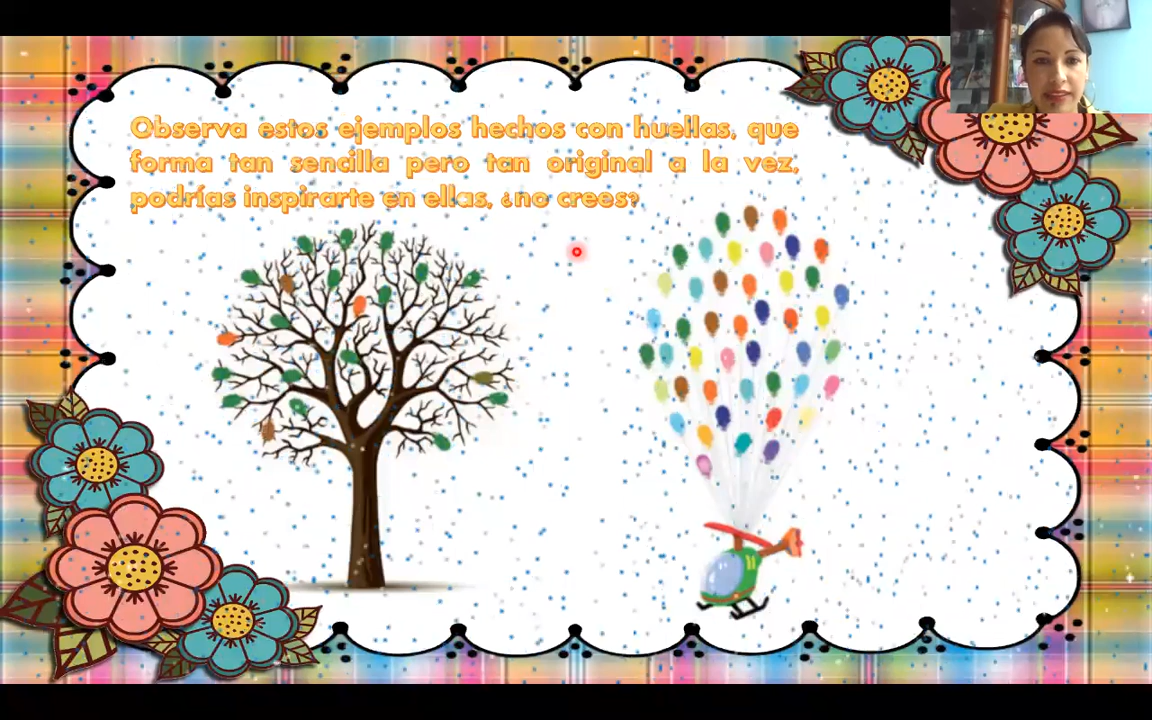 Observa estos ejemplos hechos con huellas, que
forma tan sencilla pero tan original a la vez,
podrías inspirarte en ellas, ¿no crees?